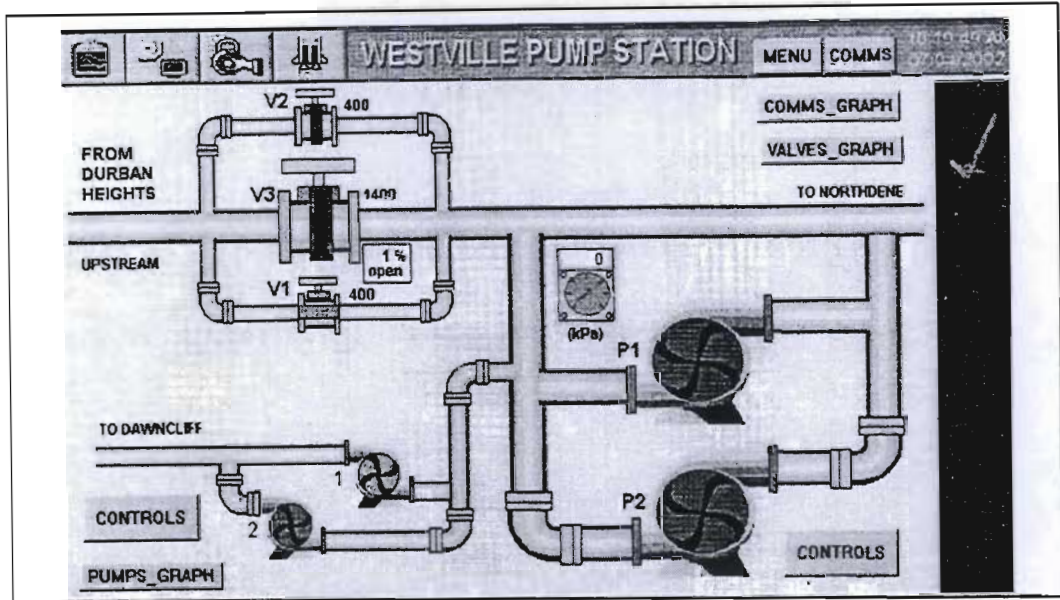 WESTVILLE PUMP STATION
MENU
COMMS
COMMS_GRAPH
VALVES_GRAPH
V2
400
FROM
DURBAN
HEIGHTS
V3
1400
TO NORTHDENE
UPSTREAM
1 %
open
V1
400
0
(kPa)
P1
TO DAWNCLIFF
1
2
P2
CONTROLS
CONTROLS
PUMPS_GRAPH